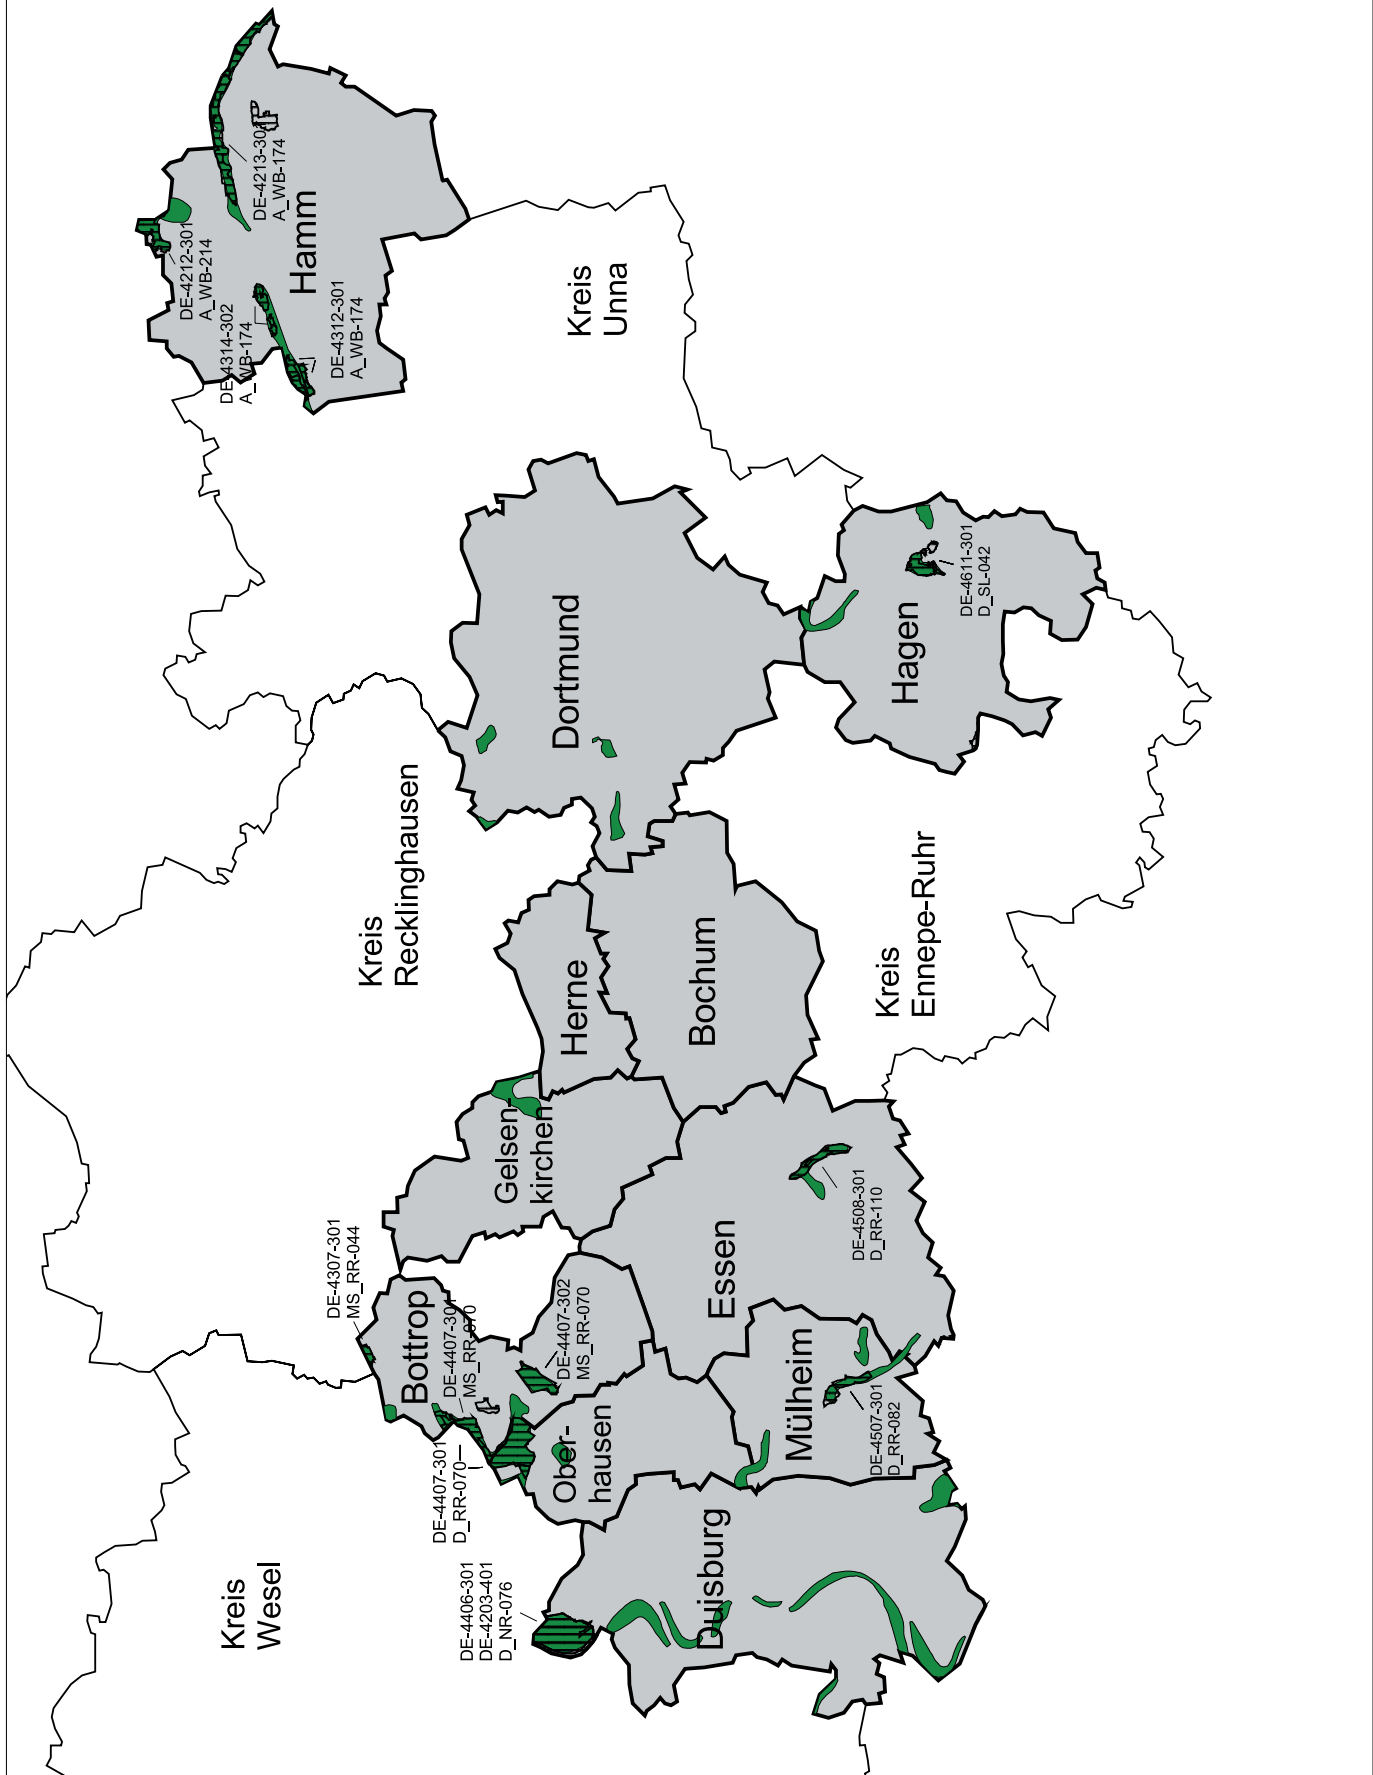 DE-4213-301
A_WB-174
Hamm
DE-4212-301
A_WB-214
DE-4314-302
A_WB-174
DE-4312-301
A_WB-174
Kreis
Unna
Dortmund
DE-4611-301
D_SL-042
Hagen
Kreis
Recklinghausen
Herne
Bochum
Kreis
Ennepe-Ruhr
Gelsen-
kirchen
DE-4307-301
MS_RR-044
Bottrop
DE-4407-301
MS_RR-070
DE-4407-302
MS_RR-070
Essen
DE-4508-301
D_RR-110
Mülheim
DE-4507-301
D_RR-082
Ober-
hausen
DE-4407-301
D_RR-070
Duisburg
DE-4406-301
DE-4203-401
D_NR-076
Kreis
Wesel